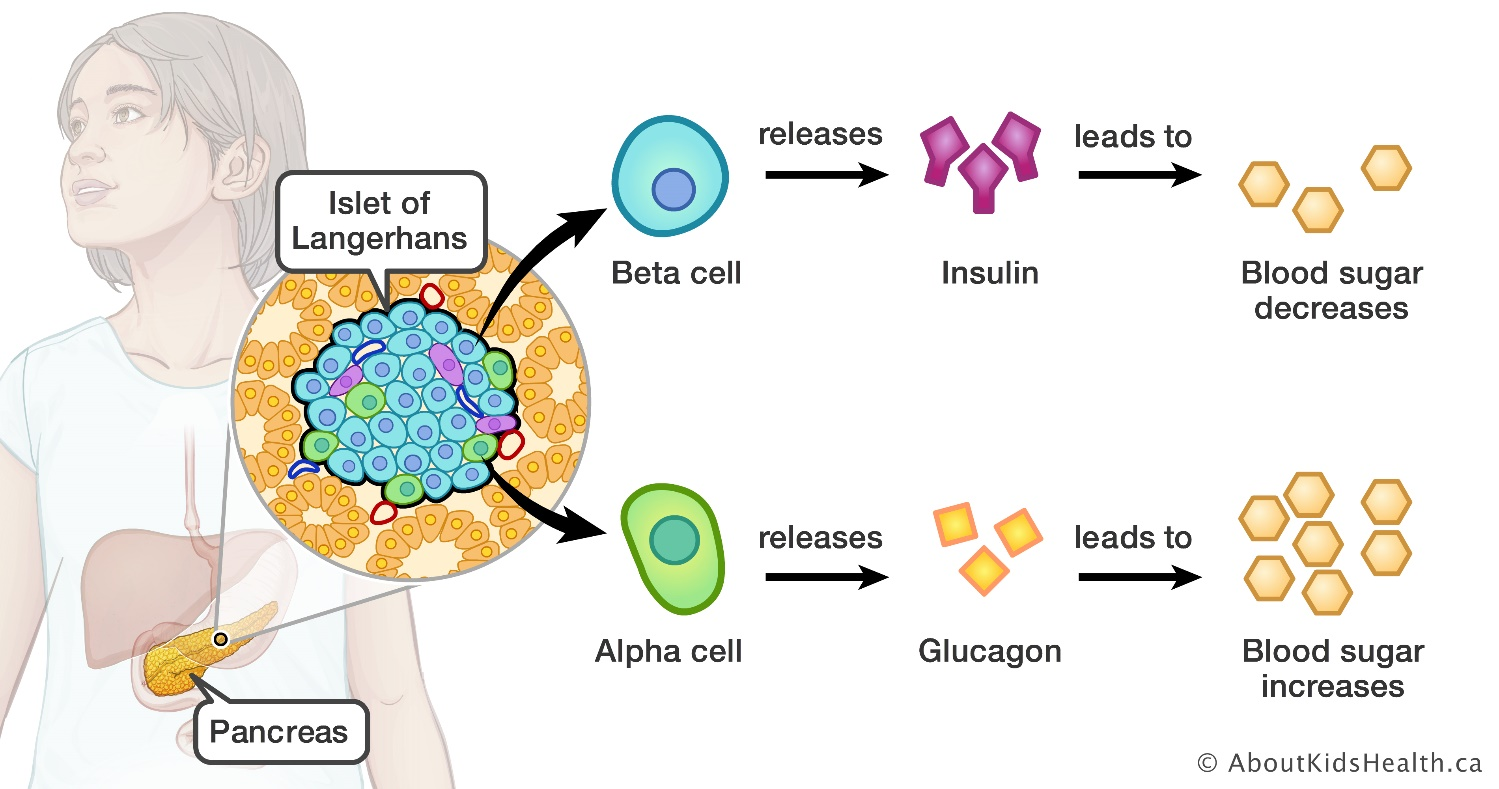 Islet of
Langerhans
Pancreas
releases
leads to
Beta cell
Insulin
Blood sugar
decreases
releases
leads to
Alpha cell
Glucagon
Blood sugar
increases
© AboutKidsHealth.ca